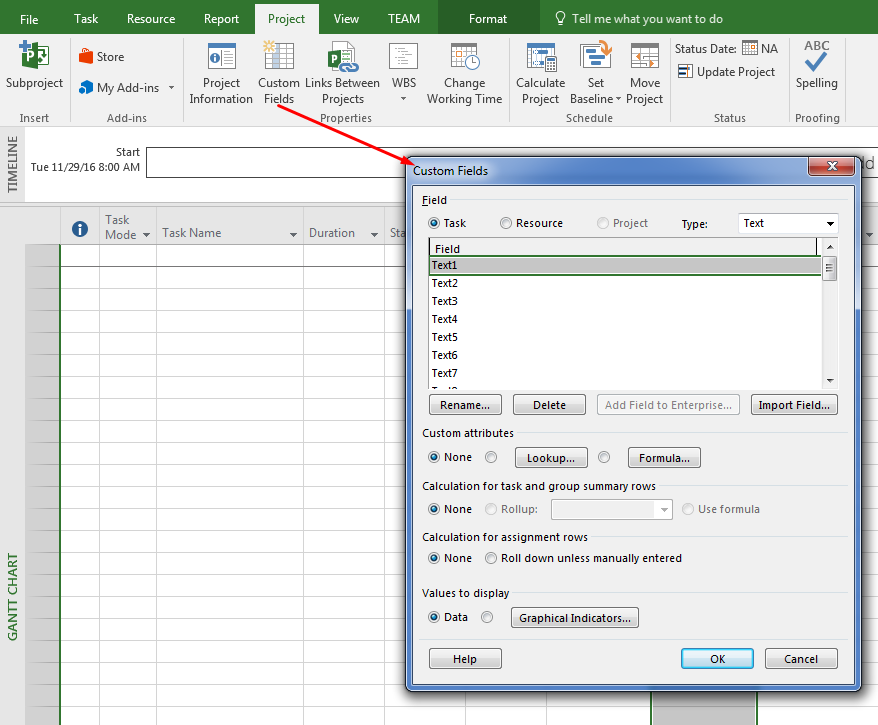 File Task Resource Report Project View TEAM Format Tell me what you want to do
Subproject
Insert
Store
My Add-ins
Add-ins
Project Information
Custom Fields
Links Between Projects
WBS
Change Working Time
Properties
Calculate Project
Set Baseline
Move Project
Schedule
Status Date: NA
Update Project
Status
ABC
Spelling
Proofing
TIMELINE
Start
Tue 11/29/16 8:00 AM
Task Mode
Task Name
Duration
GANTT CHART
Custom Fields
Field
Task Resource Project Type: Text
Field
Text1
Text2
Text3
Text4
Text5
Text6
Text7
Rename... Delete Add Field to Enterprise... Import Field...
Custom attributes
None Lookup... Formula...
Calculation for task and group summary rows
None Rollup: Use formula
Calculation for assignment rows
None Roll down unless manually entered
Values to display
Data Graphical Indicators...
Help OK Cancel